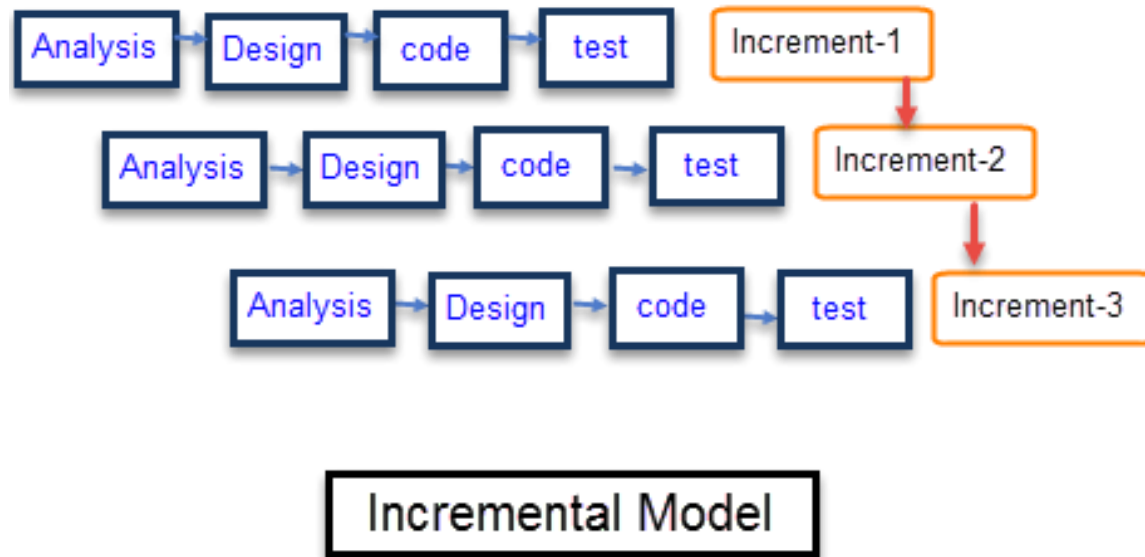 Analysis Design code test Increment-1
Analysis Design code test Increment-2
Analysis Design code test Increment-3
Incremental Model